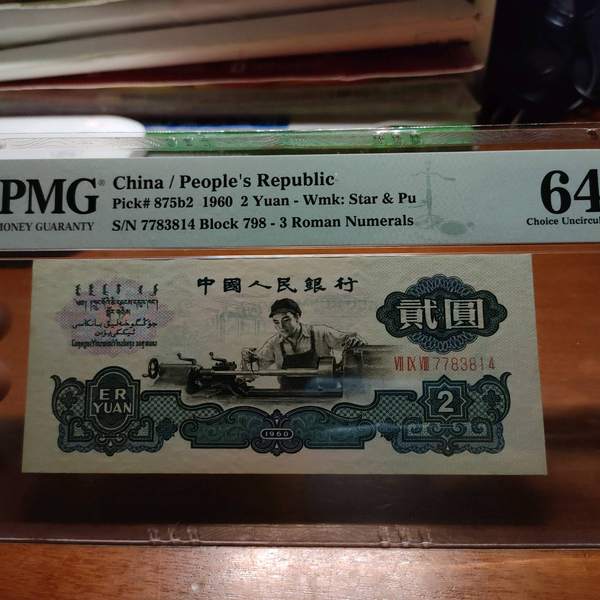 PMG
MONEY GUARANTY
China / People's Republic
Pick# 875b2 1960 2 Yuan - Wmk: Star & Pu
S/N 7783814 Block 798 - 3 Roman Numerals
64
Choice Uncircul
中國人民銀行
貳圓
VII IX VIII 7783814
ER
YUAN
1960
2